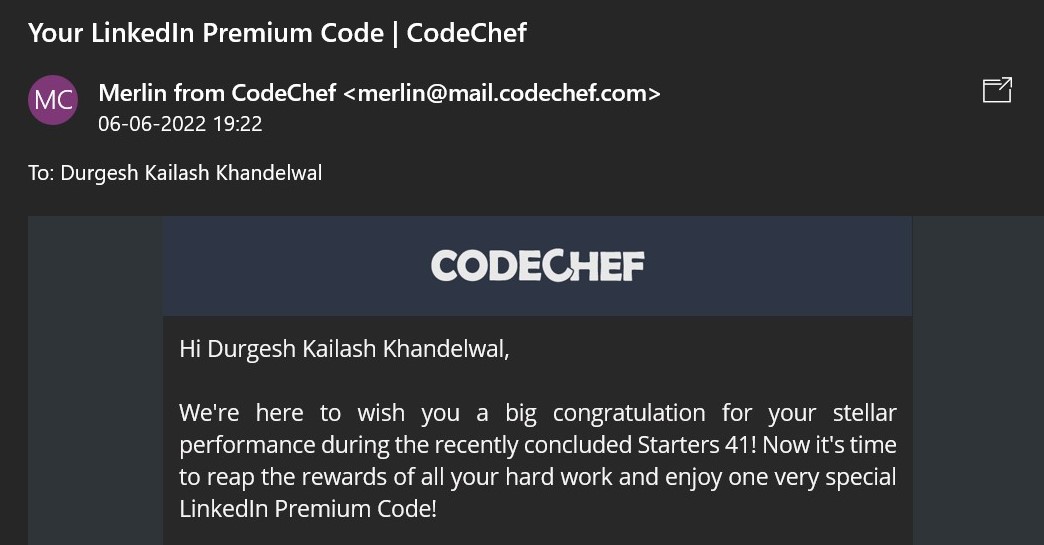 Your LinkedIn Premium Code | CodeChef
MC
Merlin from CodeChef <merlin@mail.codechef.com>
06-06-2022 19:22
To: Durgesh Kailash Khandelwal
CODECHEF
Hi Durgesh Kailash Khandelwal,
We're here to wish you a big congratulation for your stellar
performance during the recently concluded Starters 41! Now it's time
to reap the rewards of all your hard work and enjoy one very special
LinkedIn Premium Code!